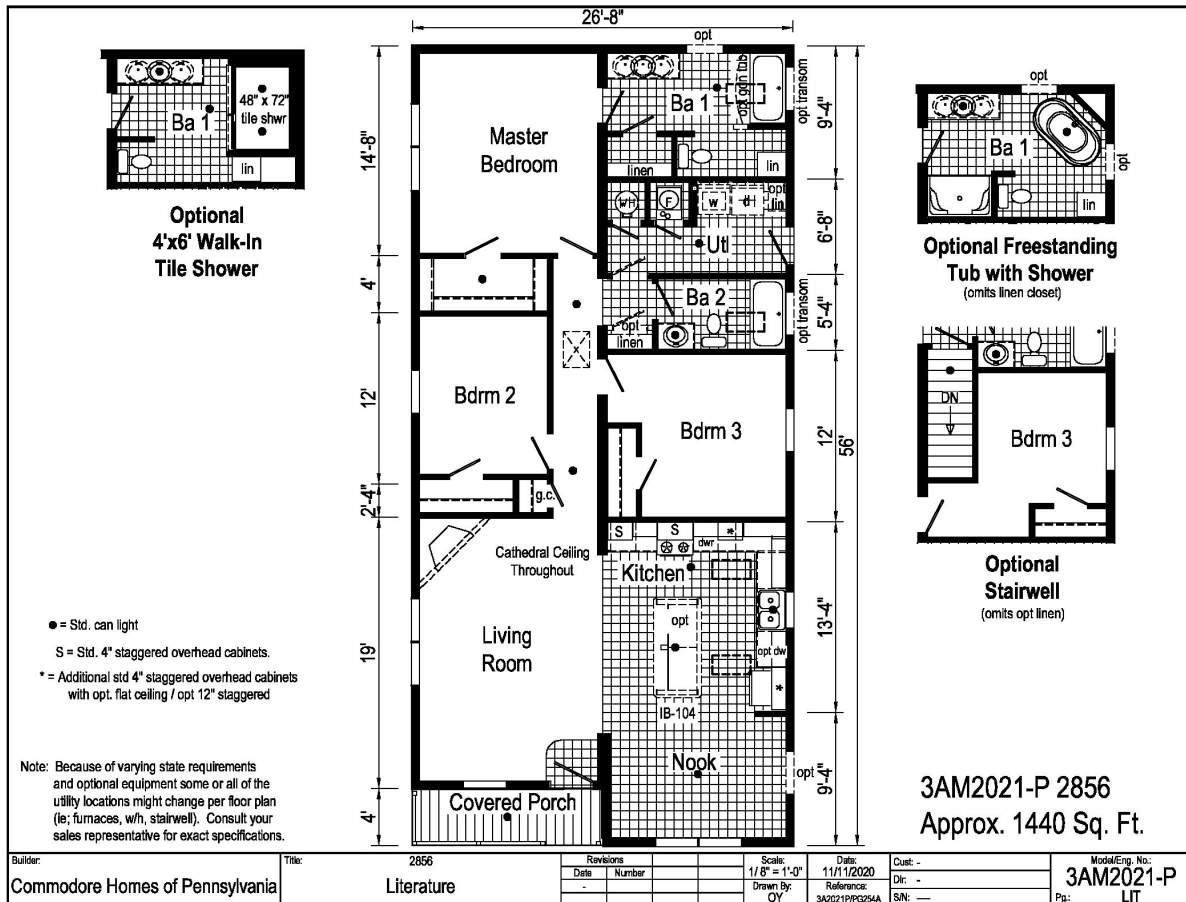 26'-8"
opt
48" x 72"
tile shwr
Ba 1
lin
Optional
4'x6' Walk-In
Tile Shower
14'-8"
4'
12'
2'-4"
19'
4'
Master
Bedroom
Ba 1
opt gdn tub
opt transom
linen
lin
WH
F
w
d
opt
lin
Utl
Ba 2
opt
linen
opt transom
x
Bdrm 2
Bdrm 3
g.c.
Cathedral Ceiling
Throughout
S
S
dwr
*
Kitchen
opt
opt dw
*
IB-104
Living
Room
Nook
opt
Covered Porch
9'-4"
6'-8"
5'-4"
12'
13'-4"
9'-4"
56'
opt
Ba 1
opt
lin
Optional Freestanding
Tub with Shower
(omits linen closet)
DN
Bdrm 3
Optional
Stairwell
(omits opt linen)
● = Std. can light
S = Std. 4" staggered overhead cabinets.
* = Additional std 4" staggered overhead cabinets
with opt. flat ceiling / opt 12" staggered
Note: Because of varying state requirements
and optional equipment some or all of the
utility locations might change per floor plan
(ie; furnaces, w/h, stairwell). Consult your
sales representative for exact specifications.
3AM2021-P 2856
Approx. 1440 Sq. Ft.
Builder:
Commodore Homes of Pennsylvania
Title:
2856
Literature
Revisions
Date Number
-
Scale:
1/ 8" = 1'-0"
Drawn By:
OY
Date:
11/11/2020
Reference:
3A2021P/PG254A
Cust: -
Dlr: -
S/N: —
Model/Eng. No.:
3AM2021-P
Pg.: LIT